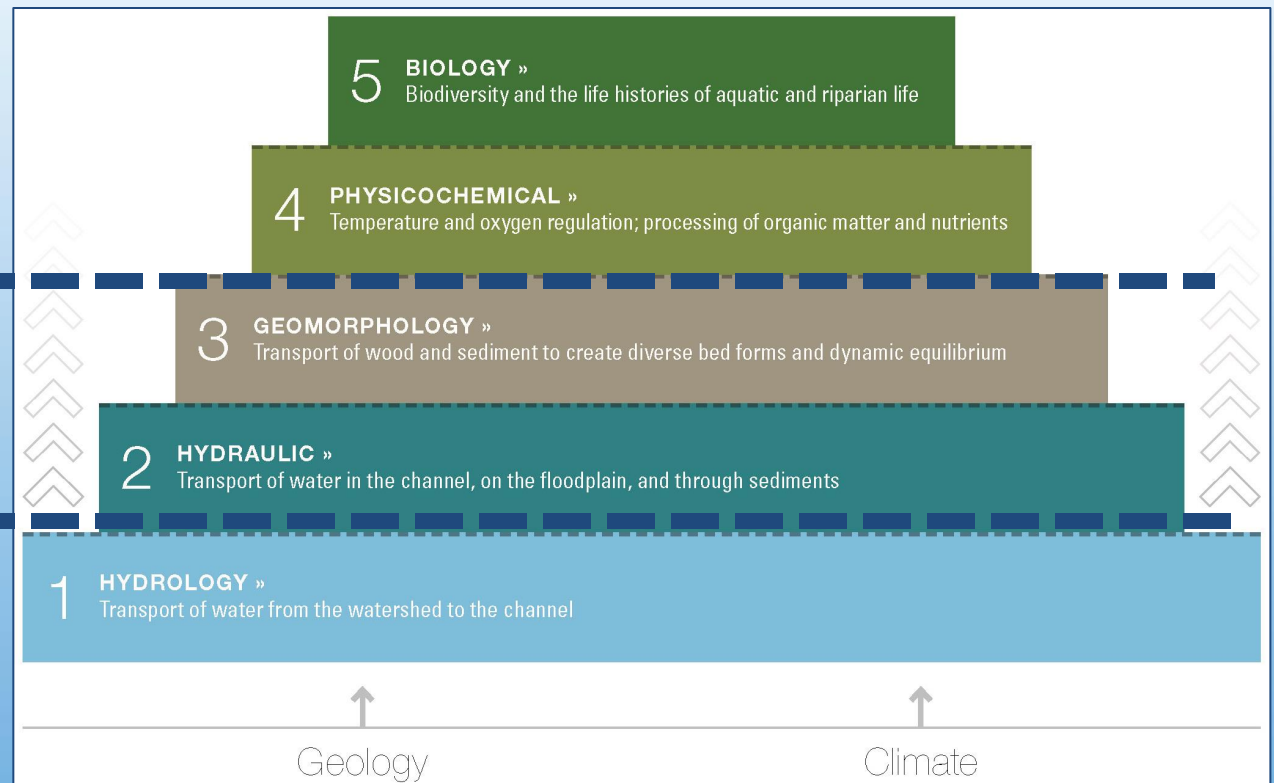 5
BIOLOGY »
Biodiversity and the life histories of aquatic and riparian life
4
PHYSICOCHEMICAL »
Temperature and oxygen regulation; processing of organic matter and nutrients
3
GEOMORPHOLOGY »
Transport of wood and sediment to create diverse bed forms and dynamic equilibrium
2
HYDRAULIC »
Transport of water in the channel, on the floodplain, and through sediments
1
HYDROLOGY »
Transport of water from the watershed to the channel
Geology
Climate